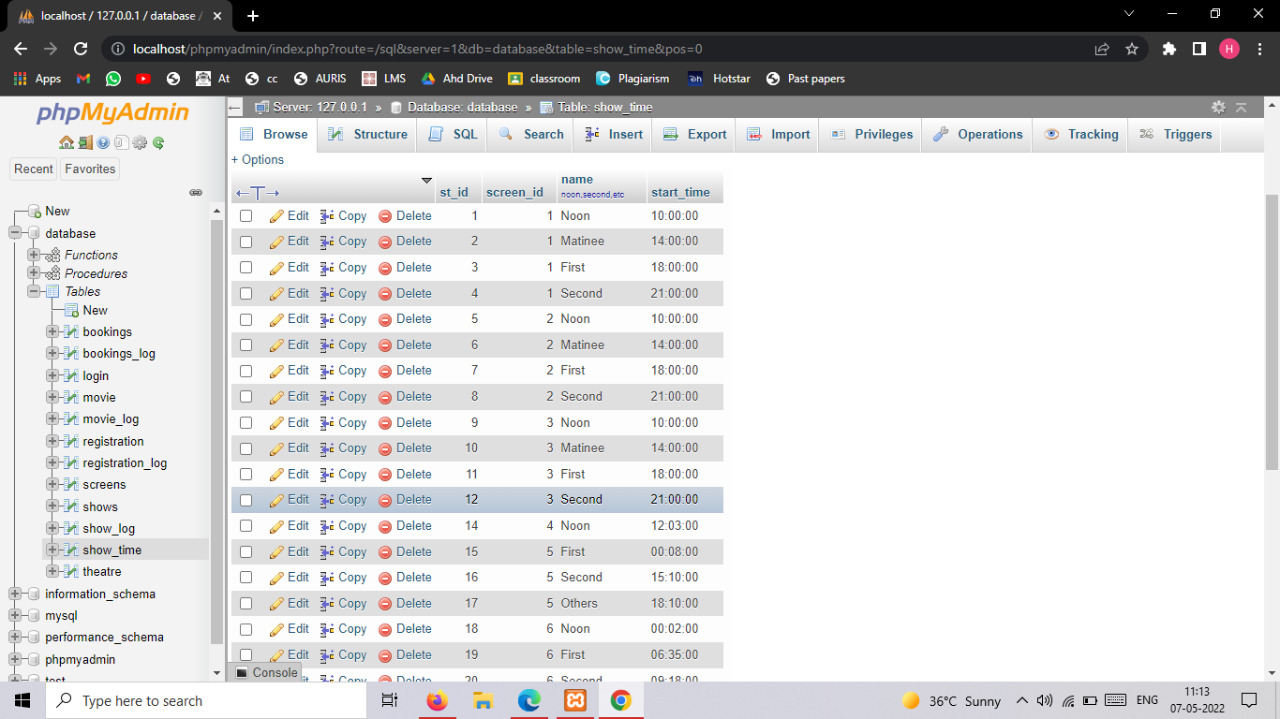 localhost / 127.0.0.1 / database /
localhost/phpmyadmin/index.php?route=/sql&server=1&db=database&table=show_time&pos=0
H
Apps At cc AURIS LMS Ahd Drive classroom Plagiarism Hotstar Past papers
phpMyAdmin
Recent Favorites
New
database
Functions
Procedures
Tables
New
bookings
bookings_log
login
movie
movie_log
registration
registration_log
screens
shows
show_log
show_time
theatre
information_schema
mysql
performance_schema
phpmyadmin
test
Server: 127.0.0.1 » Database: database » Table: show_time
Browse Structure SQL Search Insert Export Import Privileges Operations Tracking Triggers
+ Options
st_id screen_id name start_time
noon,second,etc
Edit Copy Delete 1 1 Noon 10:00:00
Edit Copy Delete 2 1 Matinee 14:00:00
Edit Copy Delete 3 1 First 18:00:00
Edit Copy Delete 4 1 Second 21:00:00
Edit Copy Delete 5 2 Noon 10:00:00
Edit Copy Delete 6 2 Matinee 14:00:00
Edit Copy Delete 7 2 First 18:00:00
Edit Copy Delete 8 2 Second 21:00:00
Edit Copy Delete 9 3 Noon 10:00:00
Edit Copy Delete 10 3 Matinee 14:00:00
Edit Copy Delete 11 3 First 18:00:00
Edit Copy Delete 12 3 Second 21:00:00
Edit Copy Delete 14 4 Noon 12:03:00
Edit Copy Delete 15 5 First 00:08:00
Edit Copy Delete 16 5 Second 15:10:00
Edit Copy Delete 17 5 Others 18:10:00
Edit Copy Delete 18 6 Noon 00:02:00
Edit Copy Delete 19 6 First 06:35:00
Copy Delete 20 6 Second 09:18:00
Console
Type here to search
36°C Sunny
ENG
11:13
07-05-2022